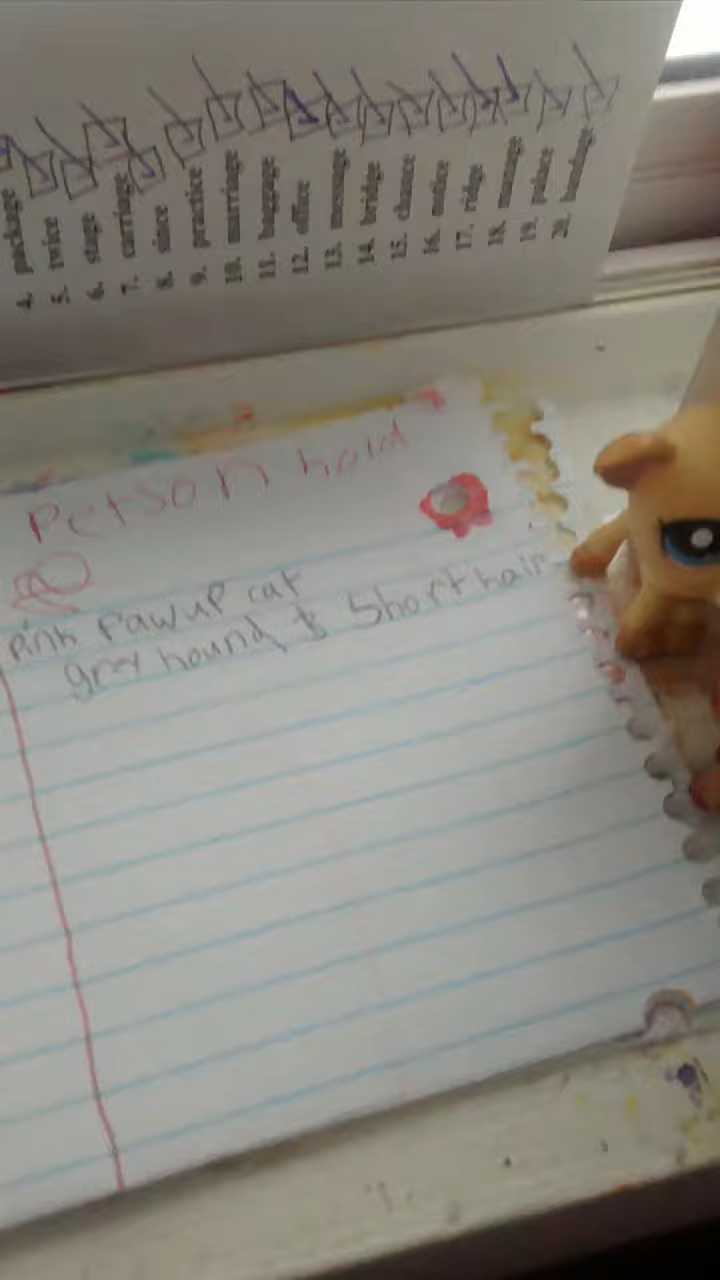 4. package
5. twice
6. stage
7. carriage
8. since
9. practice
10. marriage
11. baggage
12. office
13. message
14. bridge
15. chance
16. notice
17. ridge
18. manage
19. palace
20. bandage
Person hold
pink Pawup cat
grey hound & Shorthair